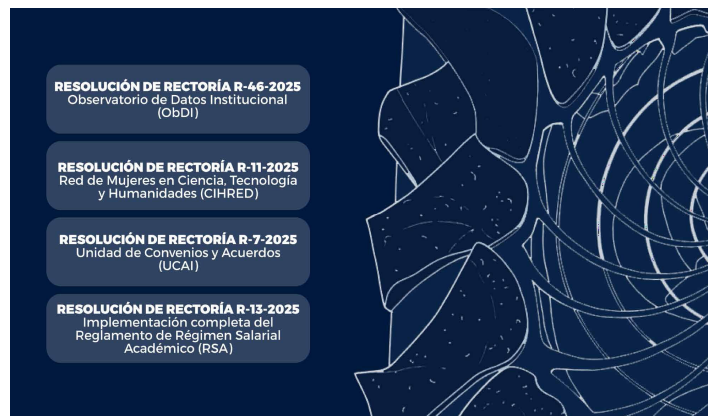 RESOLUCIÓN DE RECTORÍA R-46-2025
Observatorio de Datos Institucional
(ObDI)
RESOLUCIÓN DE RECTORÍA R-11-2025
Red de Mujeres en Ciencia, Tecnología
y Humanidades (CIHRED)
RESOLUCIÓN DE RECTORÍA R-7-2025
Unidad de Convenios y Acuerdos
(UCAI)
RESOLUCIÓN DE RECTORÍA R-13-2025
Implementación completa del
Reglamento de Régimen Salarial
Académico (RSA)